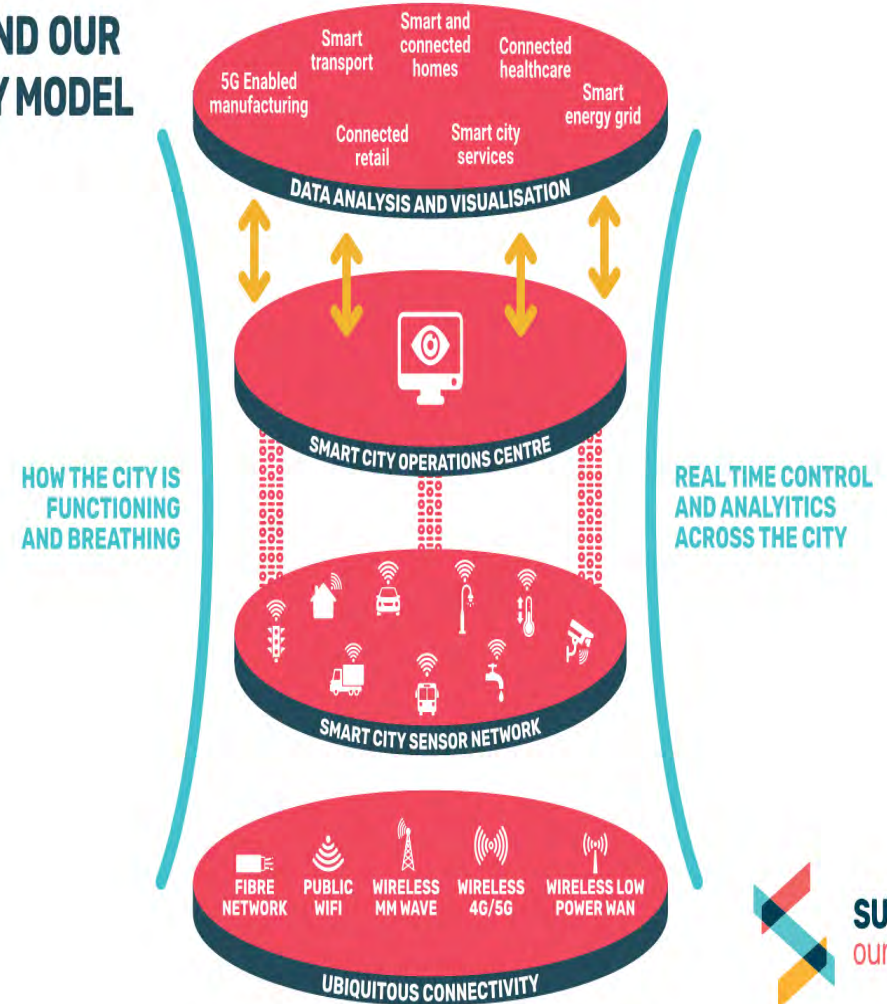 ND OUR
Y MODEL
5G Enabled
manufacturing
Smart
transport
Smart and
connected
homes
Connected
healthcare
Smart
energy grid
Connected
retail
Smart city
services
DATA ANALYSIS AND VISUALISATION
SMART CITY OPERATIONS CENTRE
HOW THE CITY IS
FUNCTIONING
AND BREATHING
REAL TIME CONTROL
AND ANALYITICS
ACROSS THE CITY
SMART CITY SENSOR NETWORK
FIBRE
NETWORK
PUBLIC
WIFI
WIRELESS
MM WAVE
WIRELESS
4G/5G
WIRELESS LOW
POWER WAN
UBIQUITOUS CONNECTIVITY
SU
our